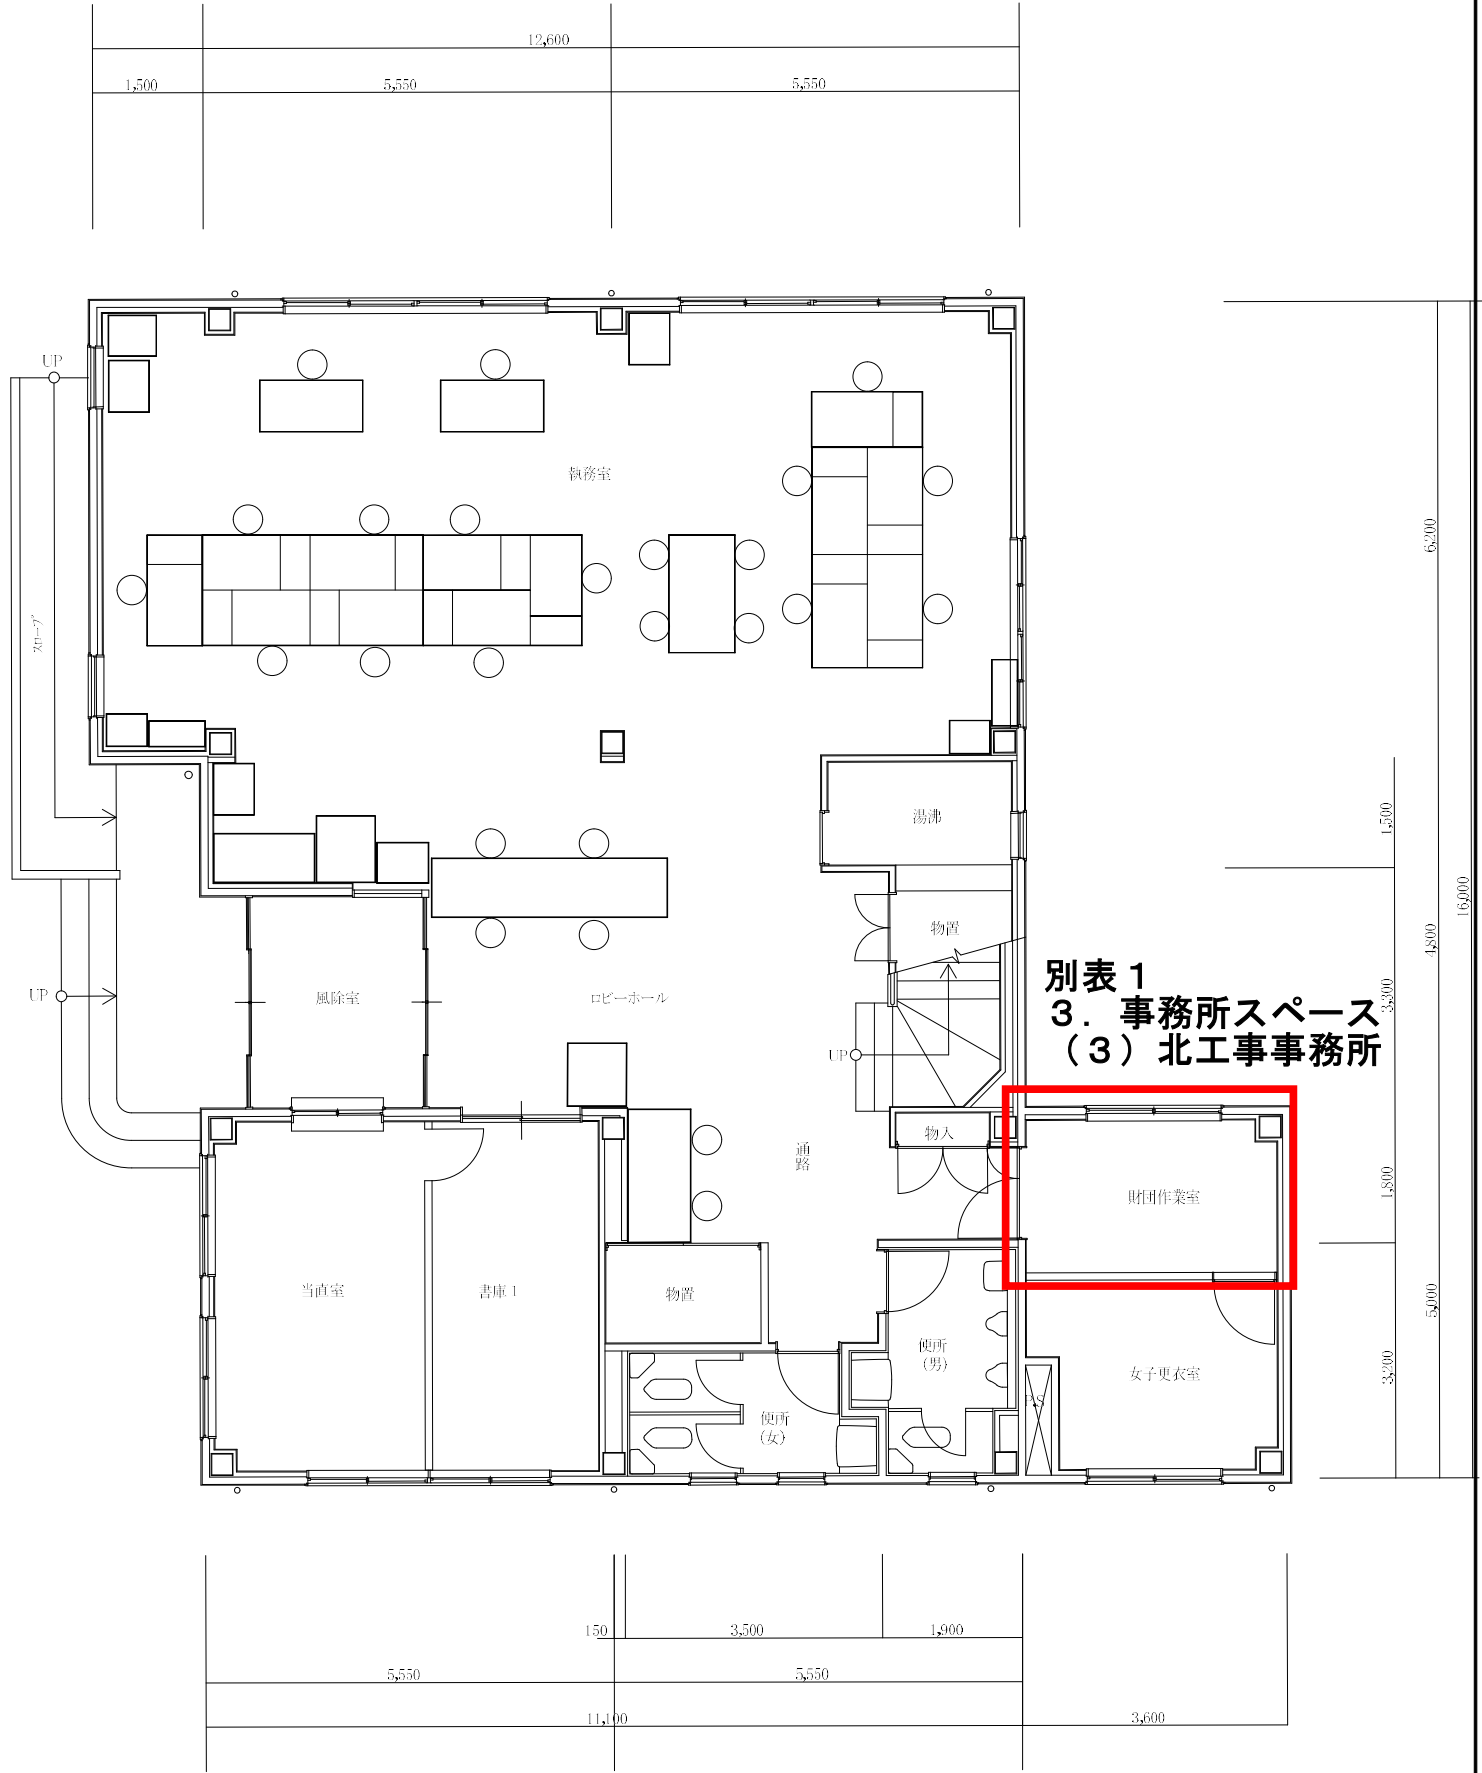 12,600
1,500
5,550
5,550
UP
執務室
6,200
スロープ
湯沸
1,500
16,000
物置
4,800
別表1
3．事務所スペース
（3）北工事事務所
UP
風除室
ロビーホール
3,300
UP
物入
通路
財団作業室
1,800
当直室
書庫1
物置
5,000
便所
(男)
女子更衣室
3,200
P.S
便所
(女)
150
3,500
1,900
5,550
5,550
11,100
3,600